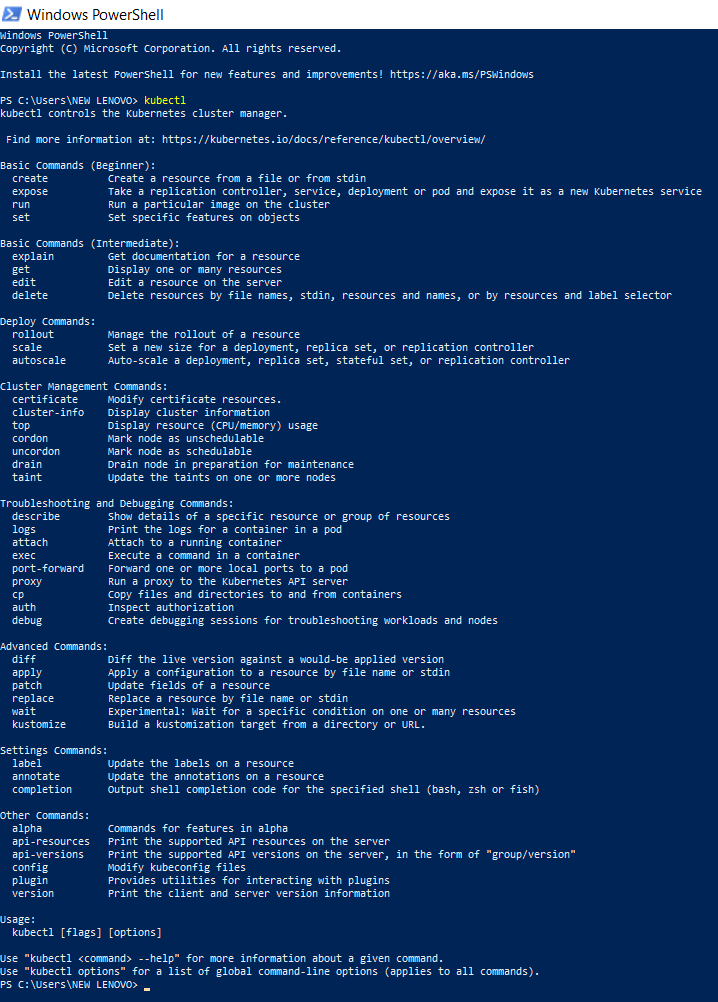 Windows PowerShell
Windows PowerShell
Copyright (C) Microsoft Corporation. All rights reserved.
Install the latest PowerShell for new features and improvements! https://aka.ms/PSWindows
PS C:\Users\NEW LENOVO> kubectl
kubectl controls the Kubernetes cluster manager.
Find more information at: https://kubernetes.io/docs/reference/kubectl/overview/
Basic Commands (Beginner):
create Create a resource from a file or from stdin
expose Take a replication controller, service, deployment or pod and expose it as a new Kubernetes service
run Run a particular image on the cluster
set Set specific features on objects
Basic Commands (Intermediate):
explain Get documentation for a resource
get Display one or many resources
edit Edit a resource on the server
delete Delete resources by file names, stdin, resources and names, or by resources and label selector
Deploy Commands:
rollout Manage the rollout of a resource
scale Set a new size for a deployment, replica set, or replication controller
autoscale Auto-scale a deployment, replica set, stateful set, or replication controller
Cluster Management Commands:
certificate Modify certificate resources.
cluster-info Display cluster information
top Display resource (CPU/memory) usage
cordon Mark node as unschedulable
uncordon Mark node as schedulable
drain Drain node in preparation for maintenance
taint Update the taints on one or more nodes
Troubleshooting and Debugging Commands:
describe Show details of a specific resource or group of resources
logs Print the logs for a container in a pod
attach Attach to a running container
exec Execute a command in a container
port-forward Forward one or more local ports to a pod
proxy Run a proxy to the Kubernetes API server
cp Copy files and directories to and from containers
auth Inspect authorization
debug Create debugging sessions for troubleshooting workloads and nodes
Advanced Commands:
diff Diff the live version against a would-be applied version
apply Apply a configuration to a resource by file name or stdin
patch Update fields of a resource
replace Replace a resource by file name or stdin
wait Experimental: Wait for a specific condition on one or many resources
kustomize Build a kustomization target from a directory or URL.
Settings Commands:
label Update the labels on a resource
annotate Update the annotations on a resource
completion Output shell completion code for the specified shell (bash, zsh or fish)
Other Commands:
alpha Commands for features in alpha
api-resources Print the supported API resources on the server
api-versions Print the supported API versions on the server, in the form of "group/version"
config Modify kubeconfig files
plugin Provides utilities for interacting with plugins
version Print the client and server version information
Usage:
kubectl [flags] [options]
Use "kubectl <command> --help" for more information about a given command.
Use "kubectl options" for a list of global command-line options (applies to all commands).
PS C:\Users\NEW LENOVO> _